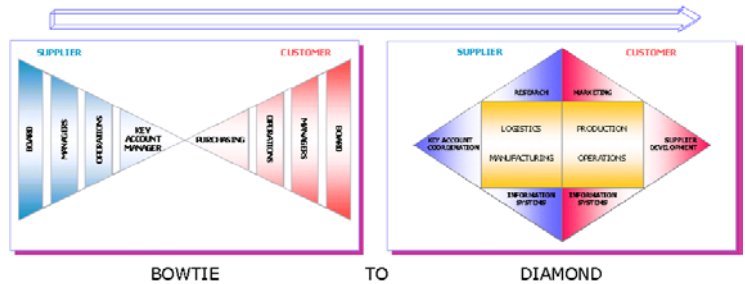 SUPPLIER
CUSTOMER
BOARD
MANAGERS
OPERATIONS
KEY
ACCOUNT
MANAGER
PURCHASING
OPERATIONS
MANAGERS
BOARD
SUPPLIER
CUSTOMER
RESEARCH
MARKETING
LOGISTICS
PRODUCTION
KEY ACCOUNT
COORDINATION
SUPPLIER
DEVELOPMENT
MANUFACTURING
OPERATIONS
INFORMATION
SYSTEMS
INFORMATION
SYSTEMS
BOWTIE
TO
DIAMOND